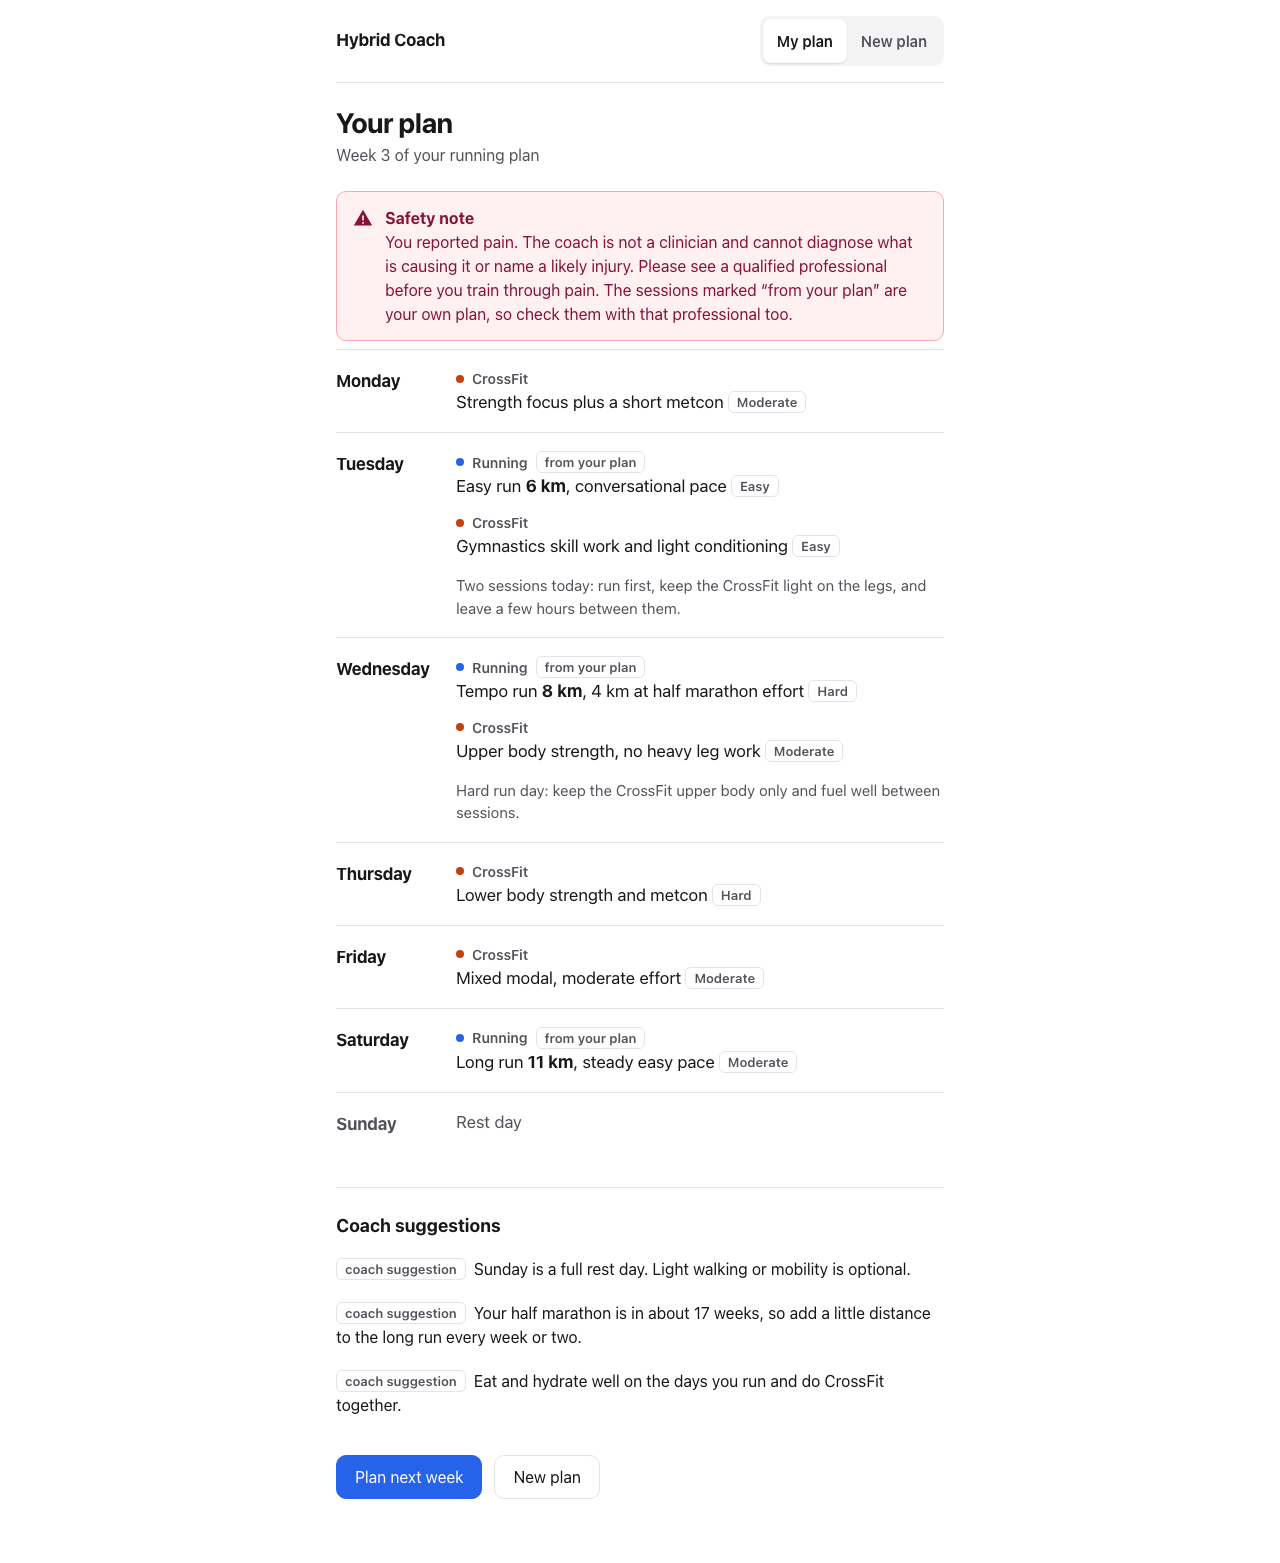 Hybrid Coach
My plan
New plan
Your plan
Week 3 of your running plan
Safety note
You reported pain. The coach is not a clinician and cannot diagnose what
is causing it or name a likely injury. Please see a qualified professional
before you train through pain. The sessions marked “from your plan” are
your own plan, so check them with that professional too.
Monday
CrossFit
Strength focus plus a short metcon Moderate
Tuesday
Running from your plan
Easy run 6 km, conversational pace Easy
CrossFit
Gymnastics skill work and light conditioning Easy
Two sessions today: run first, keep the CrossFit light on the legs, and
leave a few hours between them.
Wednesday
Running from your plan
Tempo run 8 km, 4 km at half marathon effort Hard
CrossFit
Upper body strength, no heavy leg work Moderate
Hard run day: keep the CrossFit upper body only and fuel well between
sessions.
Thursday
CrossFit
Lower body strength and metcon Hard
Friday
CrossFit
Mixed modal, moderate effort Moderate
Saturday
Running from your plan
Long run 11 km, steady easy pace Moderate
Sunday
Rest day
Coach suggestions
coach suggestion Sunday is a full rest day. Light walking or mobility is optional.
coach suggestion Your half marathon is in about 17 weeks, so add a little distance
to the long run every week or two.
coach suggestion Eat and hydrate well on the days you run and do CrossFit
together.
Plan next week
New plan